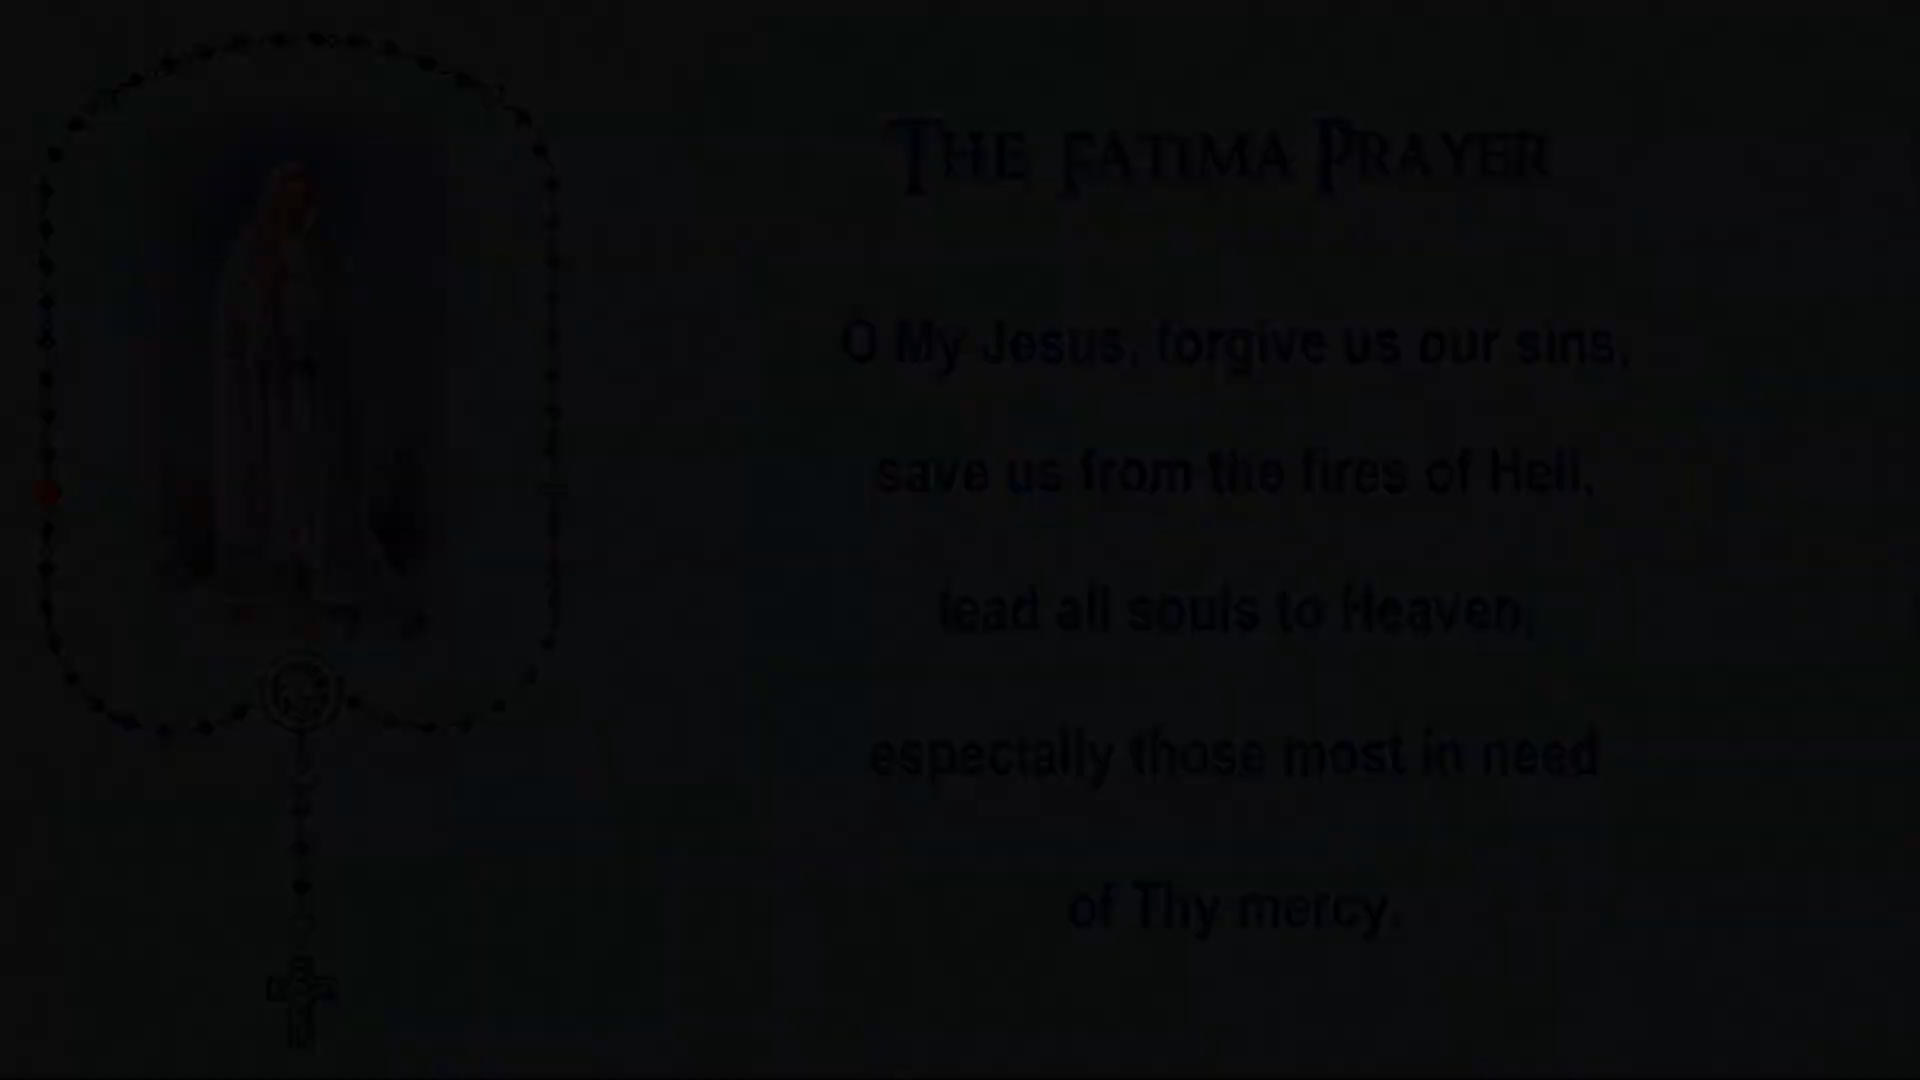 The Fatima Prayer
O My Jesus, forgive us our sins,
save us from the fires of Hell,
lead all souls to Heaven,
especially those most in need
of Thy mercy.